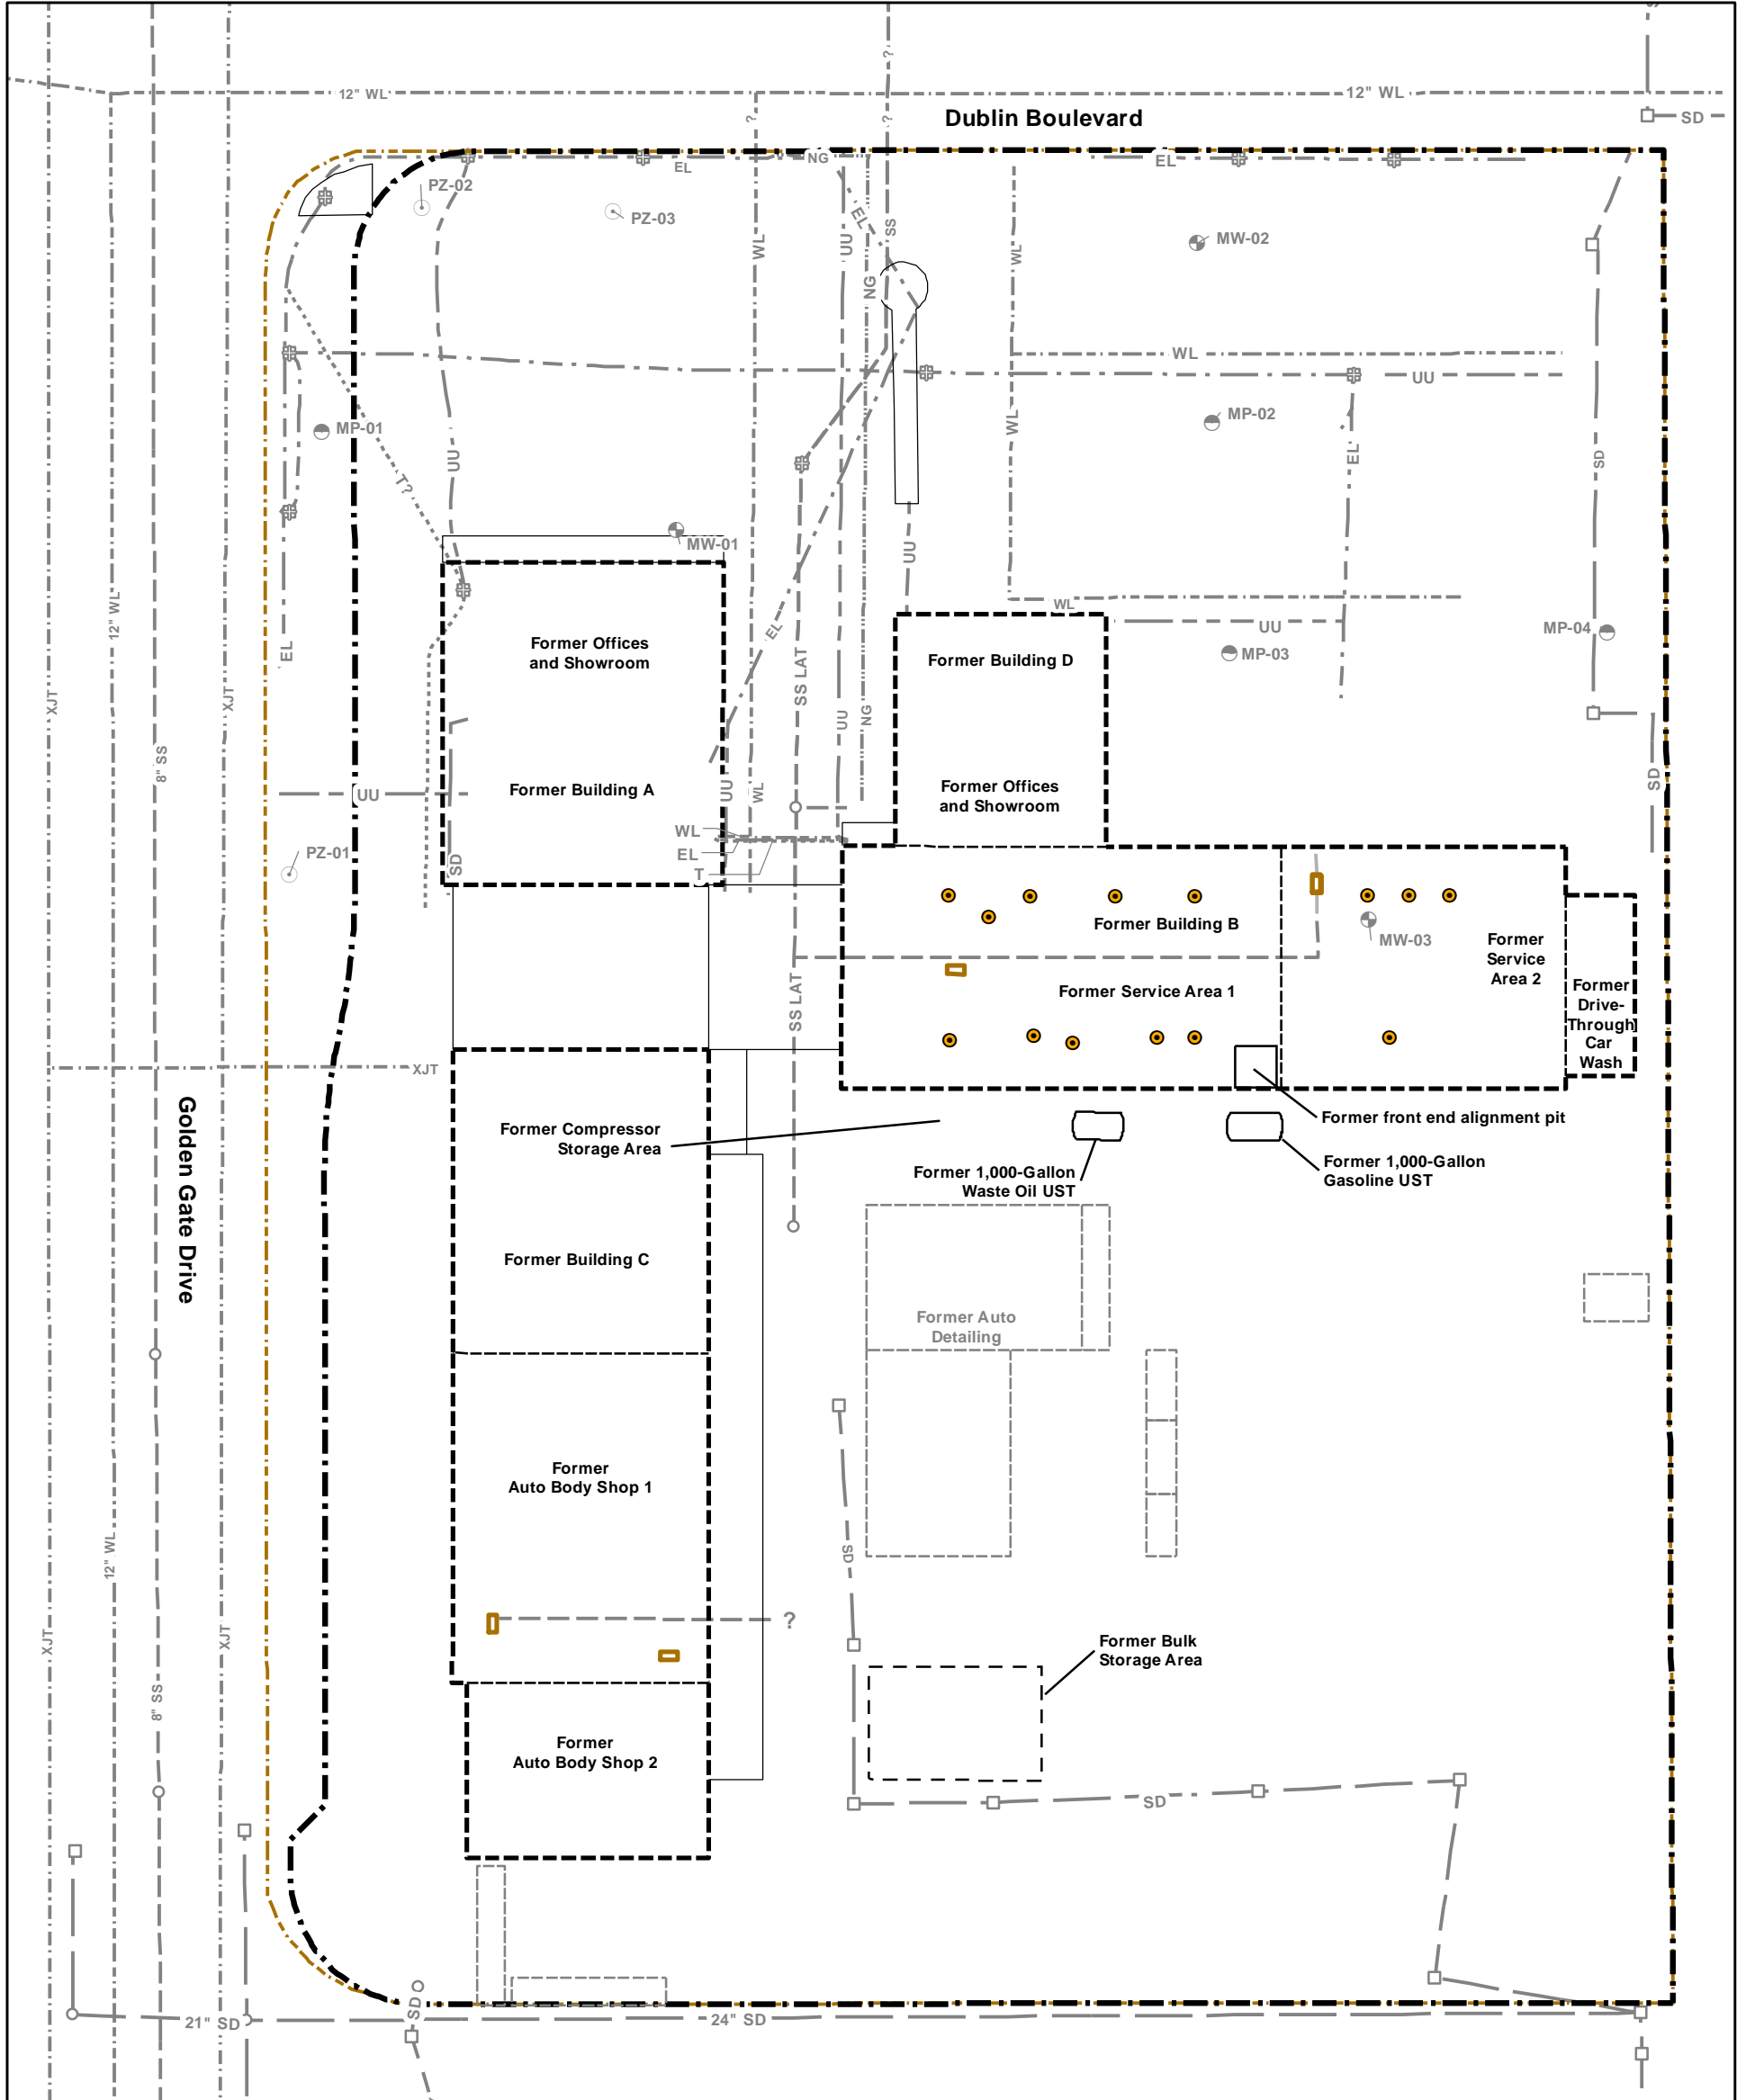 S
12" WL
12" WL
?
?
?
SD
Dublin Boulevard
NG
EL
EL
PZ-02
PZ-03
MW-02
WL
UU
EL
SS
WL
NG
WL
UU
MP-01
MP-02
WL
UU
T?
EL
SD
MW-01
UU
12" WL
WL
UU
MP-03
MP-04
EL
Former Offices
and Showroom
EL
SS LAT
Former Building D
XJT
XJT
UU
NG
8" SS
SD
UU
Former Building A
UU
WL
Former Offices
and Showroom
WL
EL
T
PZ-01
SD
Former Building B
MW-03
Former
Service
Area 2
Former Service Area 1
SS LAT
Former
Drive-
Through
Car
Wash
XJT
Golden Gate Drive
Former Compressor
Storage Area
Former front end alignment pit
Former 1,000-Gallon
Waste Oil UST
Former 1,000-Gallon
Gasoline UST
Former Building C
Former Auto
Detailing
Former
Auto Body Shop 1
12" WL
SD
?
XJT
XJT
Former Bulk
Storage Area
8" SS
Former
Auto Body Shop 2
SD
SD
21" SD
24" SD